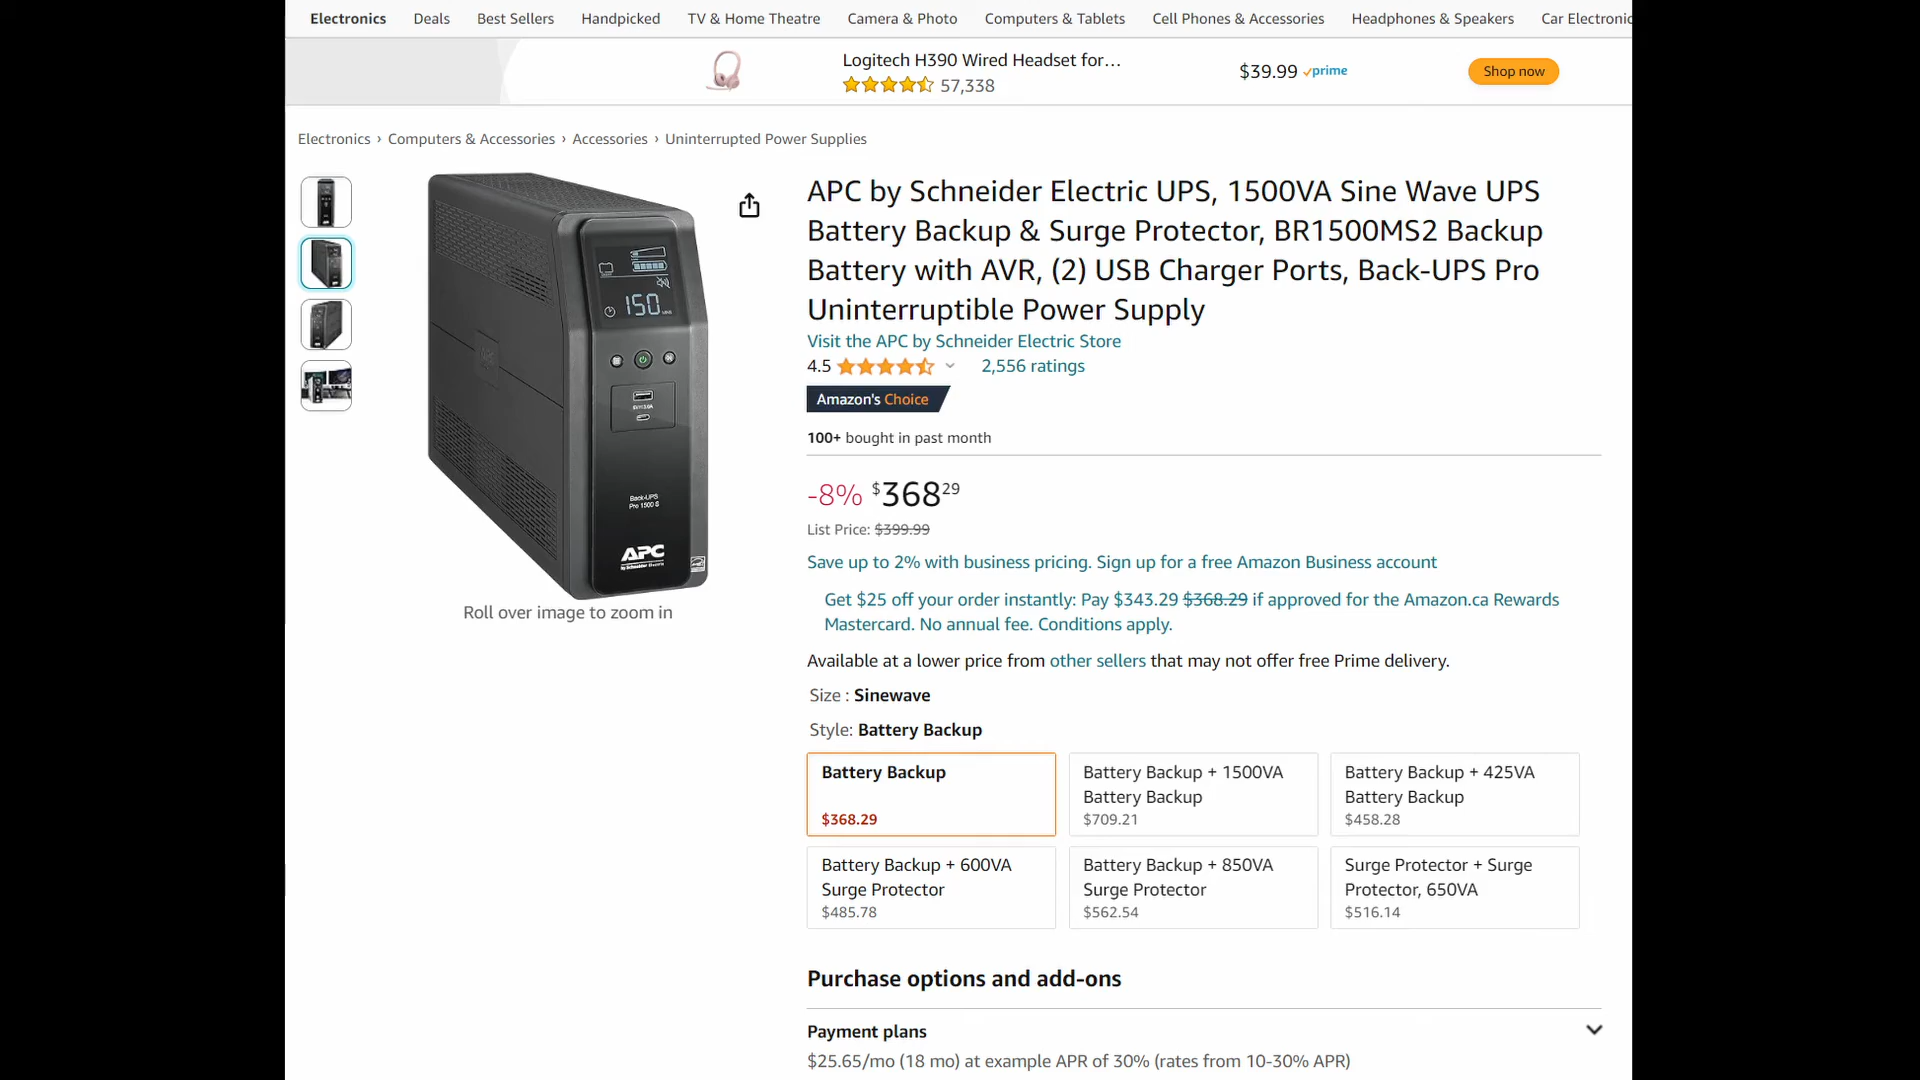 Electronics Deals Best Sellers Handpicked TV & Home Theatre Camera & Photo Computers & Tablets Cell Phones & Accessories Headphones & Speakers Car Electronic
Logitech H390 Wired Headset for…
57,338
$39.99 prime
Shop now
Electronics › Computers & Accessories › Accessories › Uninterrupted Power Supplies
150
Back-UPS
Pro 1500 S
APC
by Schneider Electric
Roll over image to zoom in
APC by Schneider Electric UPS, 1500VA Sine Wave UPS
Battery Backup & Surge Protector, BR1500MS2 Backup
Battery with AVR, (2) USB Charger Ports, Back-UPS Pro
Uninterruptible Power Supply
Visit the APC by Schneider Electric Store
4.5 2,556 ratings
Amazon's Choice
100+ bought in past month
-8% $368 29
List Price: $399.99
Save up to 2% with business pricing. Sign up for a free Amazon Business account
Get $25 off your order instantly: Pay $343.29 $368.29 if approved for the Amazon.ca Rewards
Mastercard. No annual fee. Conditions apply.
Available at a lower price from other sellers that may not offer free Prime delivery.
Size : Sinewave
Style: Battery Backup
Battery Backup
$368.29
Battery Backup + 1500VA
Battery Backup
$709.21
Battery Backup + 425VA
Battery Backup
$458.28
Battery Backup + 600VA
Surge Protector
$485.78
Battery Backup + 850VA
Surge Protector
$562.54
Surge Protector + Surge
Protector, 650VA
$516.14
Purchase options and add-ons
Payment plans
$25.65/mo (18 mo) at example APR of 30% (rates from 10-30% APR)